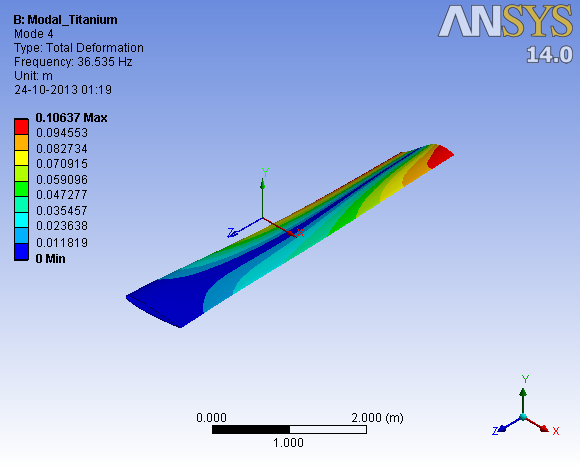 B: Modal_Titanium
Mode 4
Type: Total Deformation
Frequency: 36.535 Hz
Unit: m
24-10-2013 01:19
ANSYS
14.0
0.10637 Max
0.094553
0.082734
0.070915
0.059096
0.047277
0.035457
0.023638
0.011819
0 Min
Y
Z
X
0.000
2.000 (m)
1.000
Y
Z
X